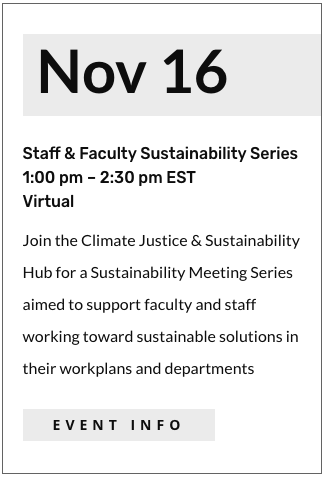 Nov 16
Staff & Faculty Sustainability Series
1:00 pm – 2:30 pm EST
Virtual
Join the Climate Justice & Sustainability
Hub for a Sustainability Meeting Series
aimed to support faculty and staff
working toward sustainable solutions in
their workplans and departments
EVENT INFO